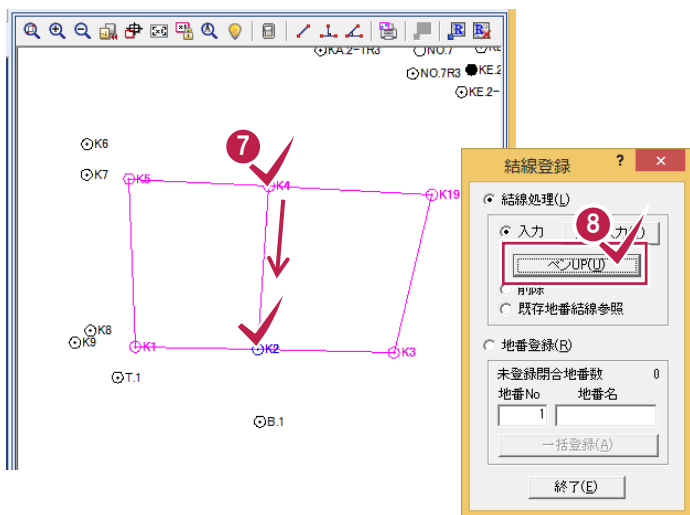 KA.2-1R3
NO.7
NO.7R3
KE.2
KE.2-
K6
K7
K5
7
K4
K19
K8
K9
K1
K2
K3
T.1
B.1
結線登録
?
×
結線処理(L)
入力
8
ペンUP(U)
削除
既存地番結線参照
地番登録(R)
未登録閉合地番数 0
地番No 地番名
1
一括登録(A)
終了(E)